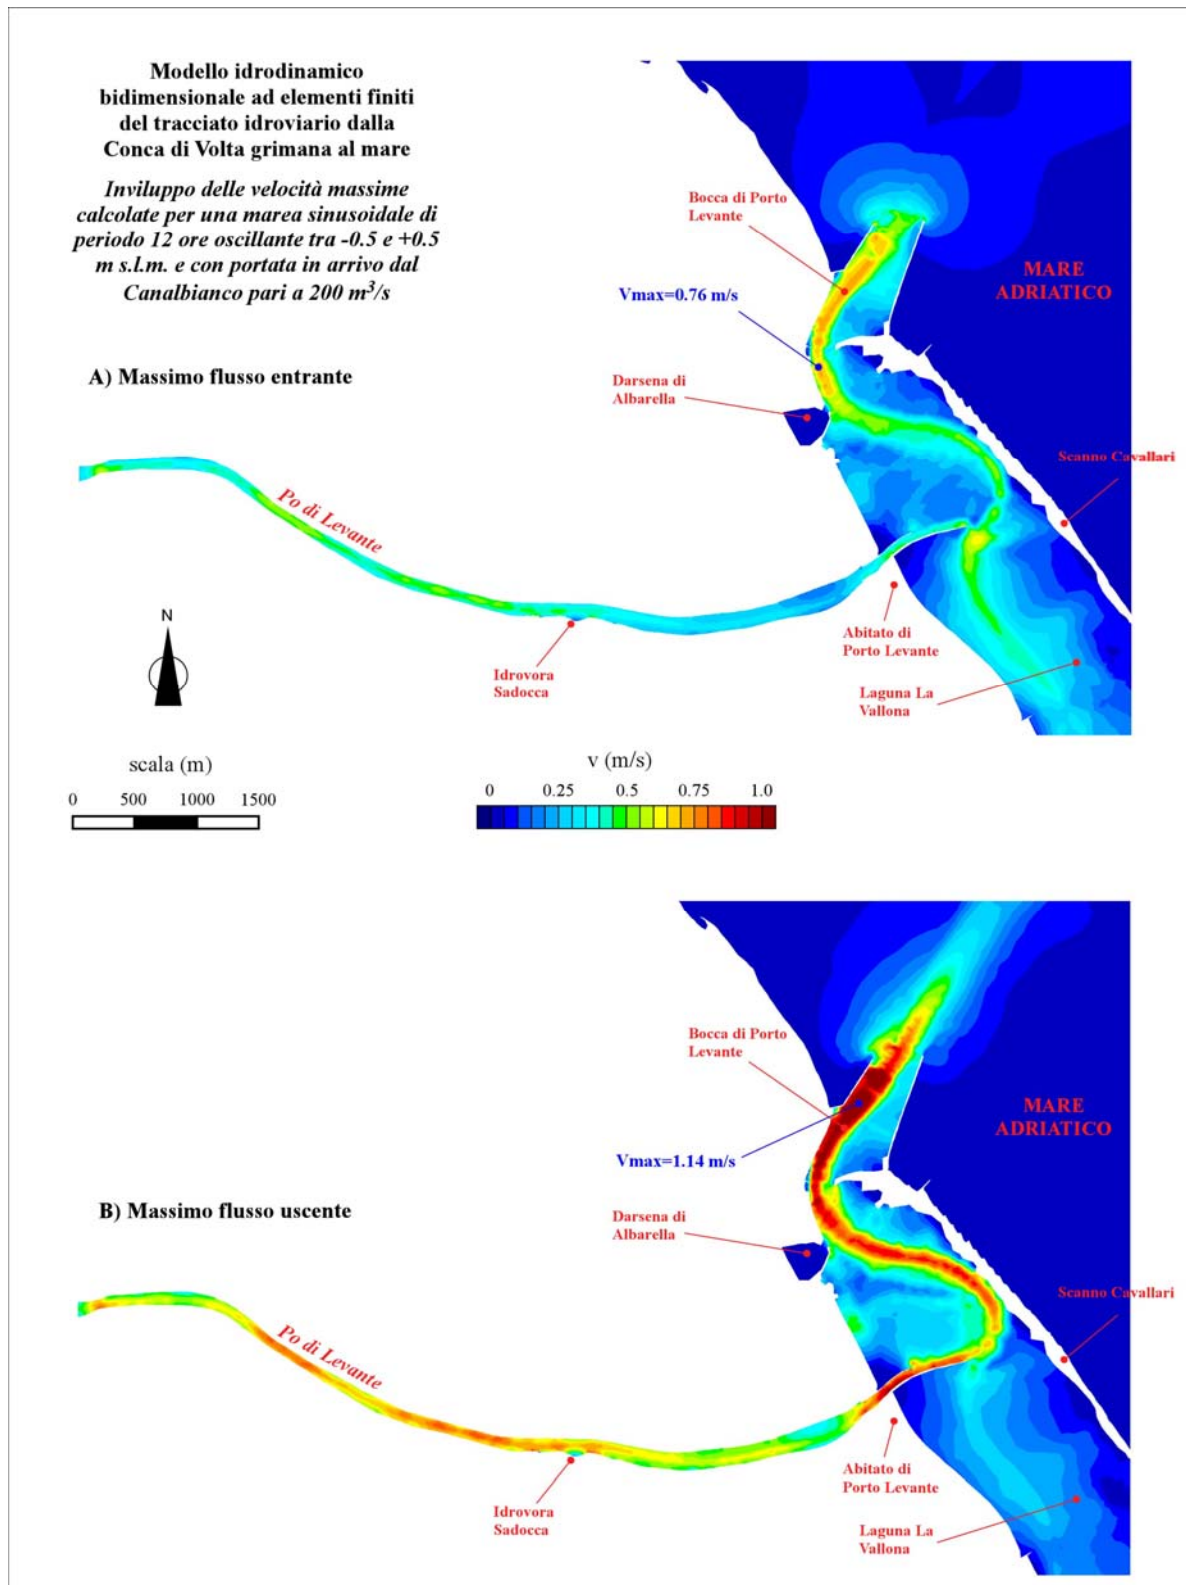 Modello idrodinamico
bidimensionale ad elementi finiti
del tracciato idroviario dalla
Conca di Volta grimana al mare
Inviluppo delle velocità massime
calcolate per una marea sinusoidale di
periodo 12 ore oscillante tra -0.5 e +0.5
m s.l.m. e con portata in arrivo dal
Canalbianco pari a 200 m³/s
Bocca di Porto
Levante
MARE
ADRIATICO
Vmax=0.76 m/s
A) Massimo flusso entrante
Darsena di
Albarella
Scanno Cavallari
Po di Levante
N
Abitato di
Porto Levante
Idrovora
Sadocca
Laguna La
Vallona
scala (m)
0 500 1000 1500
v (m/s)
0 0.25 0.5 0.75 1.0
Bocca di Porto
Levante
MARE
ADRIATICO
Vmax=1.14 m/s
B) Massimo flusso uscente
Darsena di
Albarella
Scanno Cavallari
Po di Levante
Abitato di
Porto Levante
Idrovora
Sadocca
Laguna La
Vallona